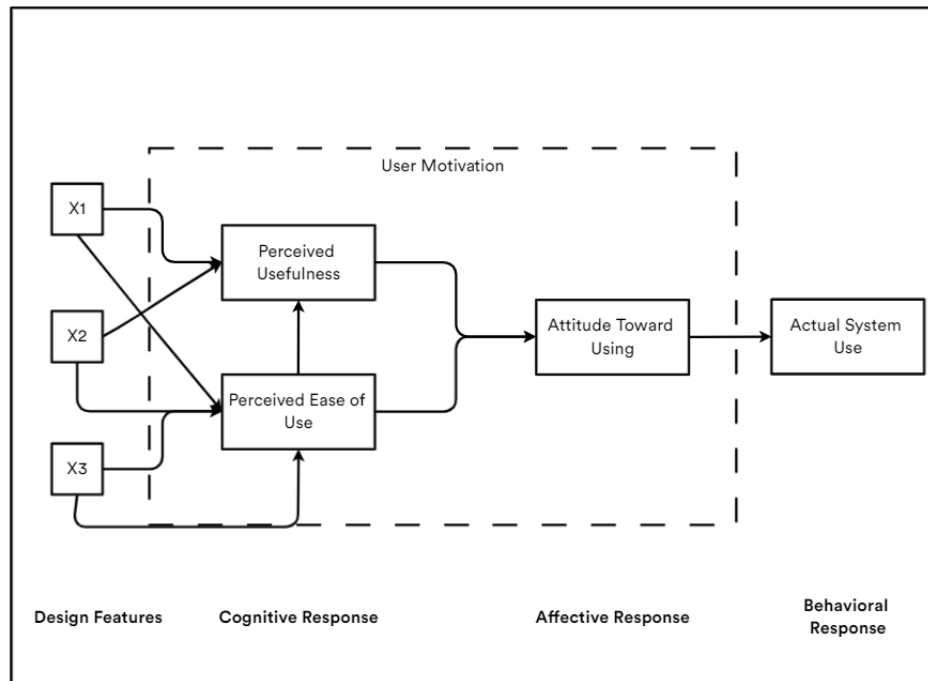 User Motivation
X1
Perceived
Usefulness
X2
Attitude Toward
Using
Actual System
Use
Perceived Ease of
Use
X3
Design Features
Cognitive Response
Affective Response
Behavioral
Response